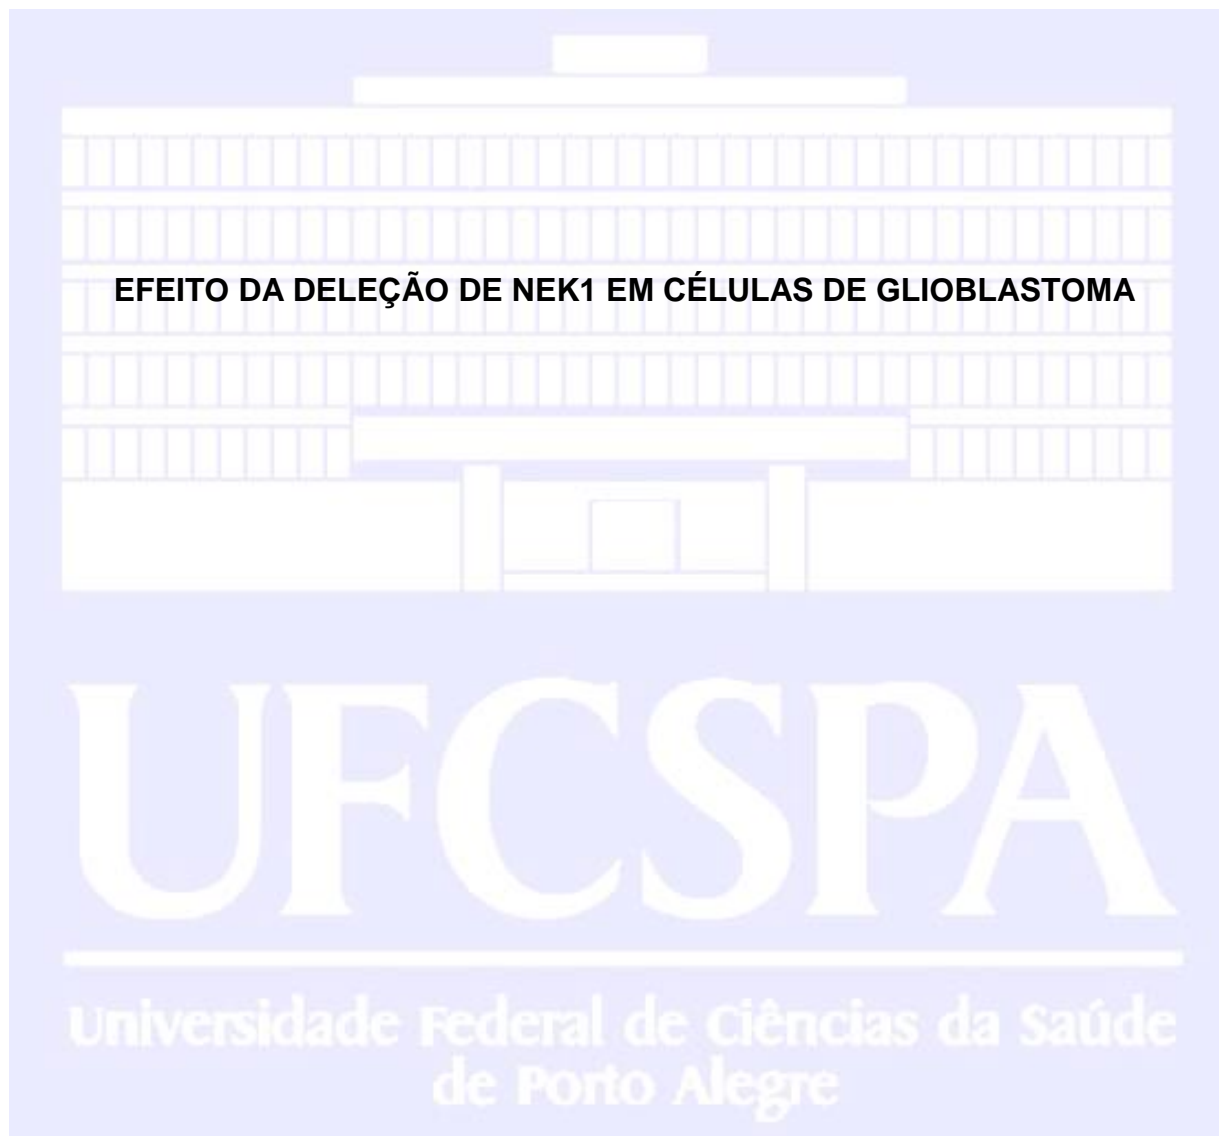 EFEITO DA DELEÇÃO DE NEK1 EM CÉLULAS DE GLIOBLASTOMA
UFCSPA
Universidade Federal de Ciências da Saúde
de Porto Alegre